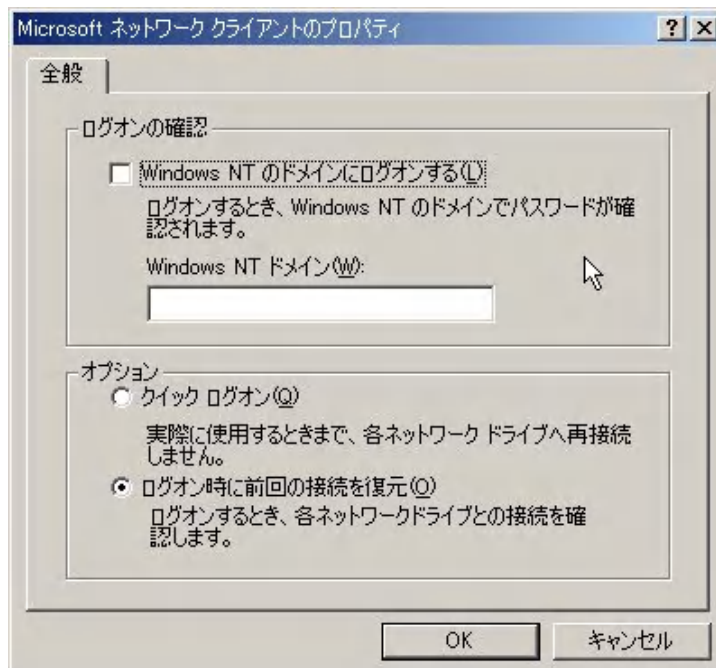 Microsoft ネットワーク クライアントのプロパティ
全般
ログオンの確認
Windows NT のドメインにログオンする(L)
ログオンするとき、Windows NT のドメインでパスワードが確
認されます。
Windows NT ドメイン(W):
オプション
クイック ログオン(Q)
実際に使用するときまで、各ネットワーク ドライブへ再接続
しません。
ログオン時に前回の接続を復元(O)
ログオンするとき、各ネットワークドライブとの接続を確
認します。
OK
キャンセル